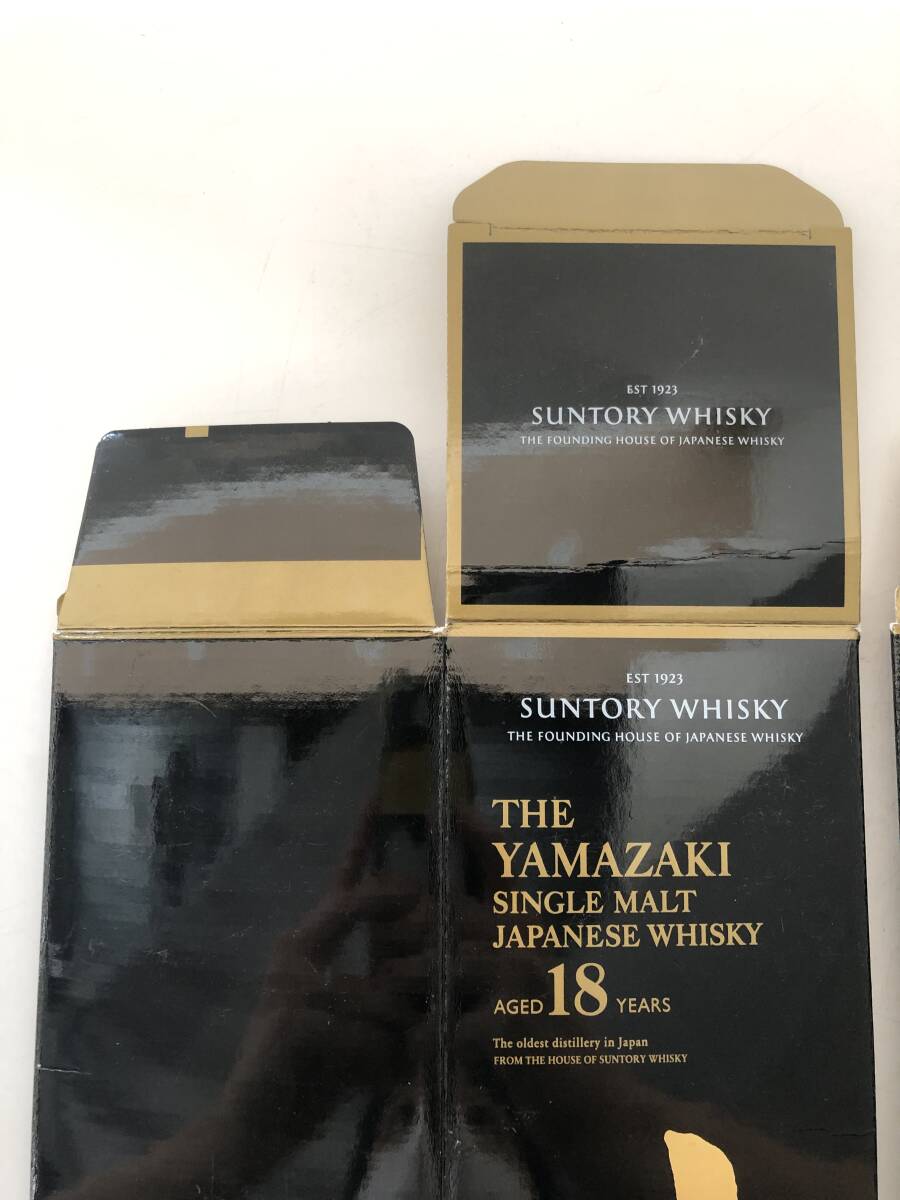 EST 1923
SUNTORY WHISKY
THE FOUNDING HOUSE OF JAPANESE WHISKY
EST 1923
SUNTORY WHISKY
THE FOUNDING HOUSE OF JAPANESE WHISKY
THE
YAMAZAKI
SINGLE MALT
JAPANESE WHISKY
AGED 18 YEARS
The oldest distillery in Japan
FROM THE HOUSE OF SUNTORY WHISKY